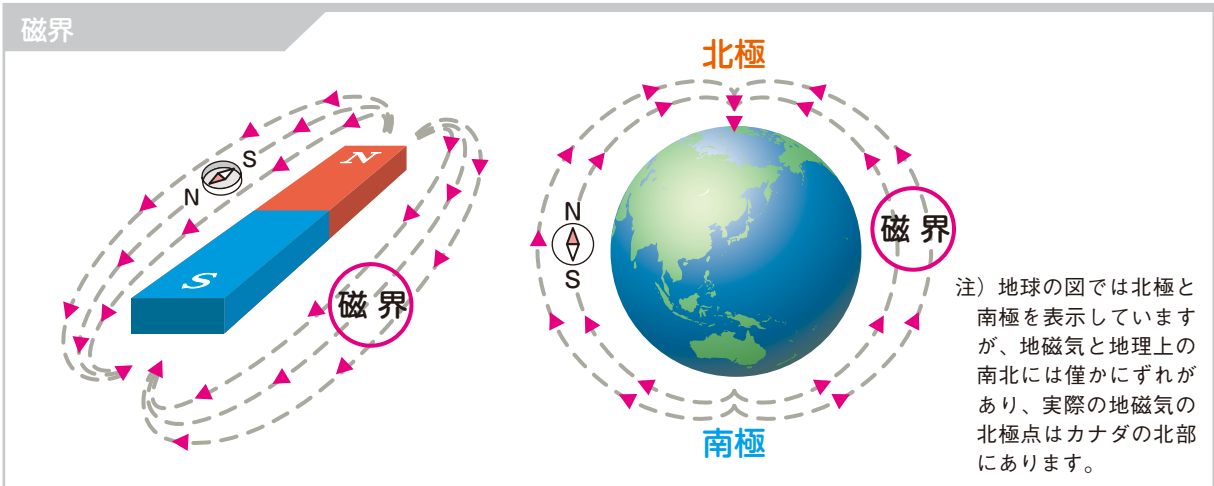 磁界
N
S
N
S
磁 界
北極
N
S
磁 界
南極
注）地球の図では北極と
南極を表示しています
が、地磁気と地理上の
南北には僅かにずれが
あり、実際の地磁気の
北極点はカナダの北部
にあります。